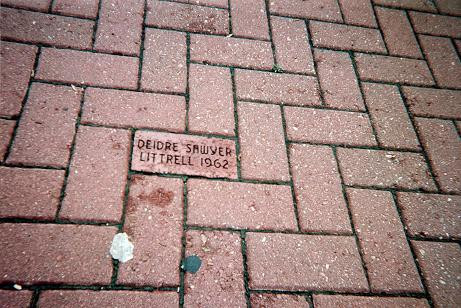 DEIDRE SAWYER
LITTRELL 1962